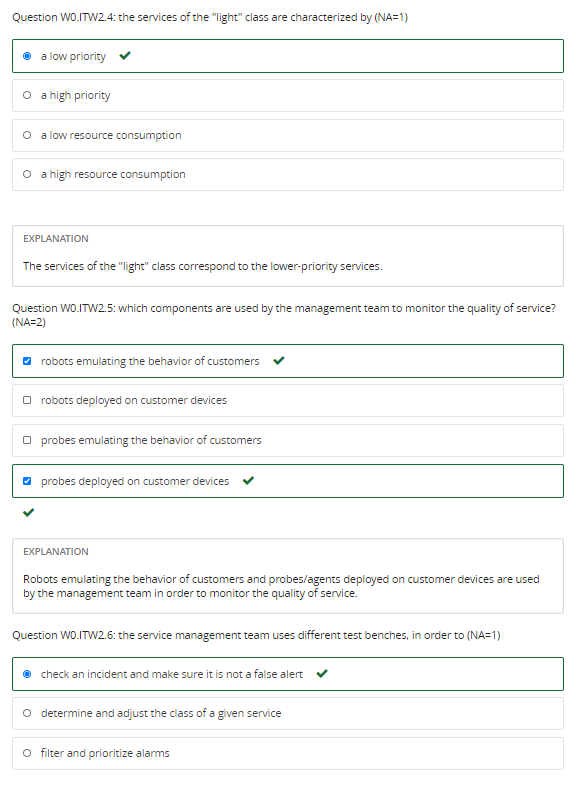 Question W0.ITW2.4: the services of the "light" class are characterized by (NA=1)
a low priority
a high priority
a low resource consumption
a high resource consumption
EXPLANATION
The services of the "light" class correspond to the lower-priority services.
Question W0.ITW2.5: which components are used by the management team to monitor the quality of service?
(NA=2)
robots emulating the behavior of customers
robots deployed on customer devices
probes emulating the behavior of customers
probes deployed on customer devices
EXPLANATION
Robots emulating the behavior of customers and probes/agents deployed on customer devices are used
by the management team in order to monitor the quality of service.
Question W0.ITW2.6: the service management team uses different test benches, in order to (NA=1)
check an incident and make sure it is not a false alert
determine and adjust the class of a given service
filter and prioritize alarms